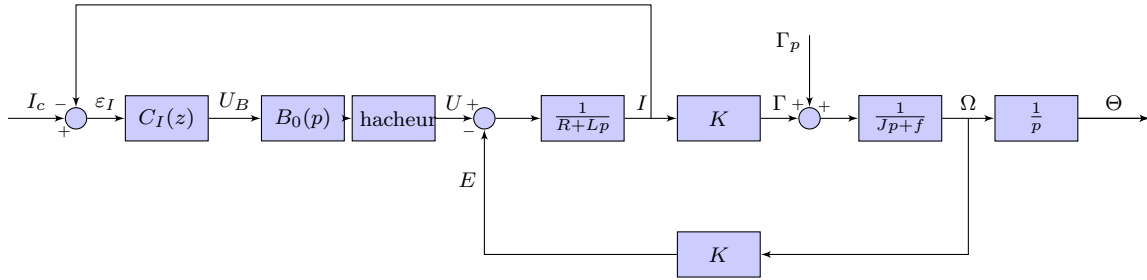 Γ_p
I_c
−
+
ε_I
C_I(z)
U_B
B_0(p)
hacheur
U
+
−
1/(R+Lp)
I
K
Γ
+
+
1/(Jp+f)
Ω
1/p
Θ
E
K